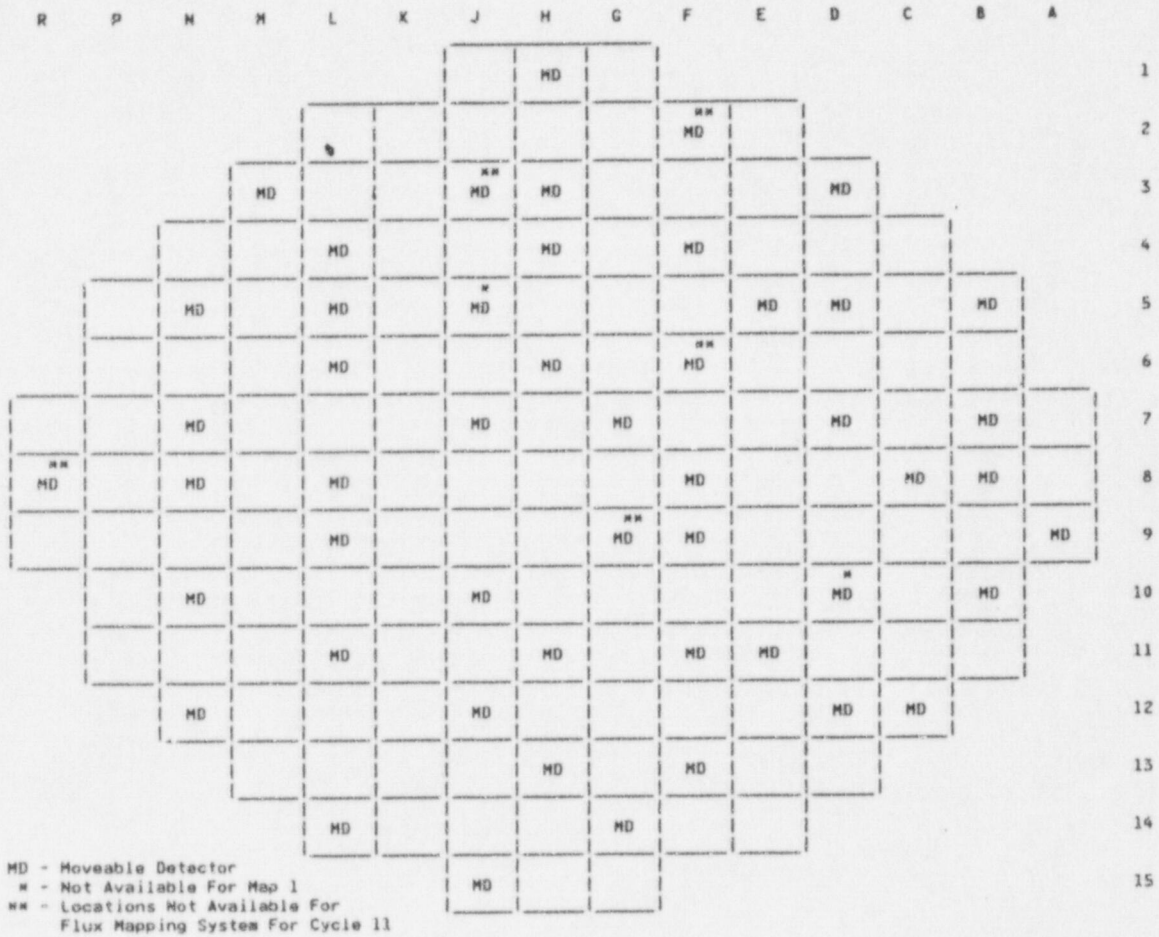 R P N M L K J H G F E D C B A
MD 1
**
MD 2
**
MD MD MD MD 3
MD MD MD 4
*
MD MD MD MD MD MD 5
**
MD MD MD 6
MD MD MD MD MD 7
**
MD MD MD MD MD MD 8
**
MD MD MD MD 9
*
MD MD MD MD 10
MD MD MD MD 11
MD MD MD MD 12
MD MD 13
MD MD 14
MD - Moveable Detector
* - Not Available For Map 1
MD 15
** - Locations Not Available For
Flux Mapping System For Cycle 11